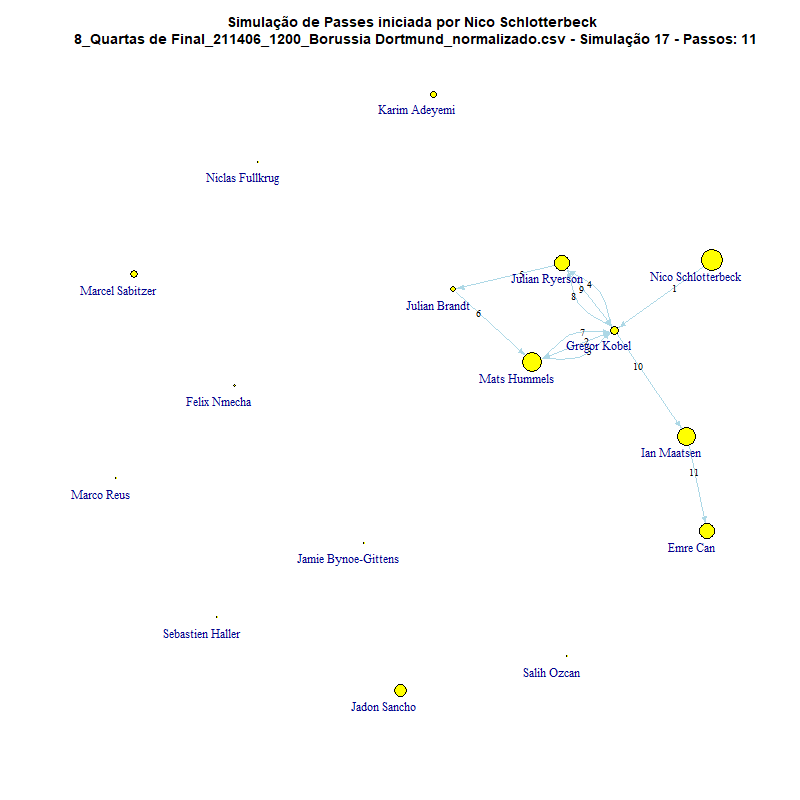 Simulação de Passes iniciada por Nico Schlotterbeck
8_Quartas de Final_211406_1200_Borussia Dortmund_normalizado.csv - Simulação 17 - Passos: 11
Karim Adeyemi
Niclas Fullkrug
Marcel Sabitzer
Julian Ryerson
Nico Schlotterbeck
5
4
9
8
1
Julian Brandt
6
7
2
3
Gregor Kobel
Mats Hummels
10
Felix Nmecha
Ian Maatsen
11
Marco Reus
Emre Can
Jamie Bynoe-Gittens
Sebastien Haller
Salih Ozcan
Jadon Sancho